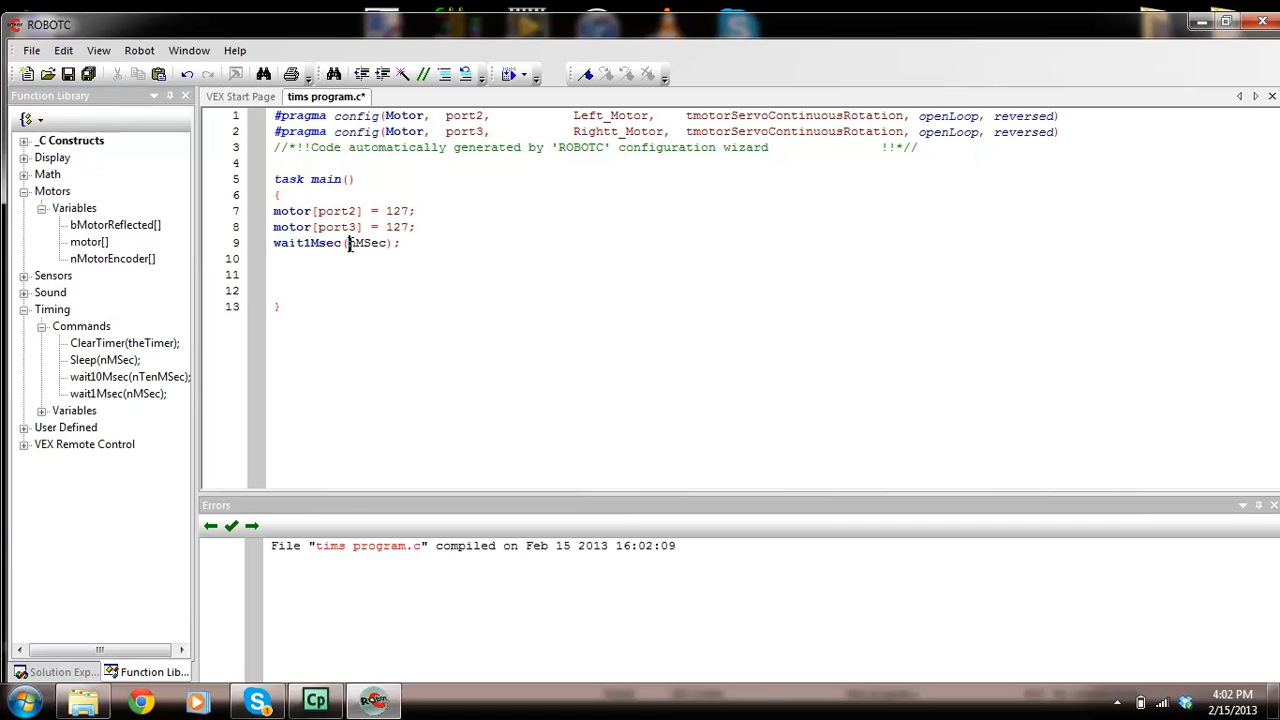 ROBOTC
File Edit View Window Help Robot
Function Library
VEX Start Page
tims program.c*
_C Constructs
Display
Math
Motors
Variables
bMotorReflected[]
motor[]
nMotorEncoder[]
Sensors
Sound
Timing
Commands
ClearTimer(theTimer);
Sleep(nMSec);
wait10Msec(nTenMSec);
wait1Msec(nMSec);
Variables
User Defined
VEX Remote Control
Solution Exp...
Function Lib...
1 #pragma config(Motor, port2, Left_Motor, tmotorServoContinuousRotation, openLoop, reversed)
2 #pragma config(Motor, port3, Rightt_Motor, tmotorServoContinuousRotation, openLoop, reversed)
3 //*!!Code automatically generated by 'ROBOTC' configuration wizard !!*//
4
5 task main()
6 {
7 motor[port2] = 127;
8 motor[port3] = 127;
9 wait1Msec(nMSec);
10
11
12
13 }
Errors
File "tims program.c" compiled on Feb 15 2013 16:02:09
Cp
4:02 PM
2/15/2013